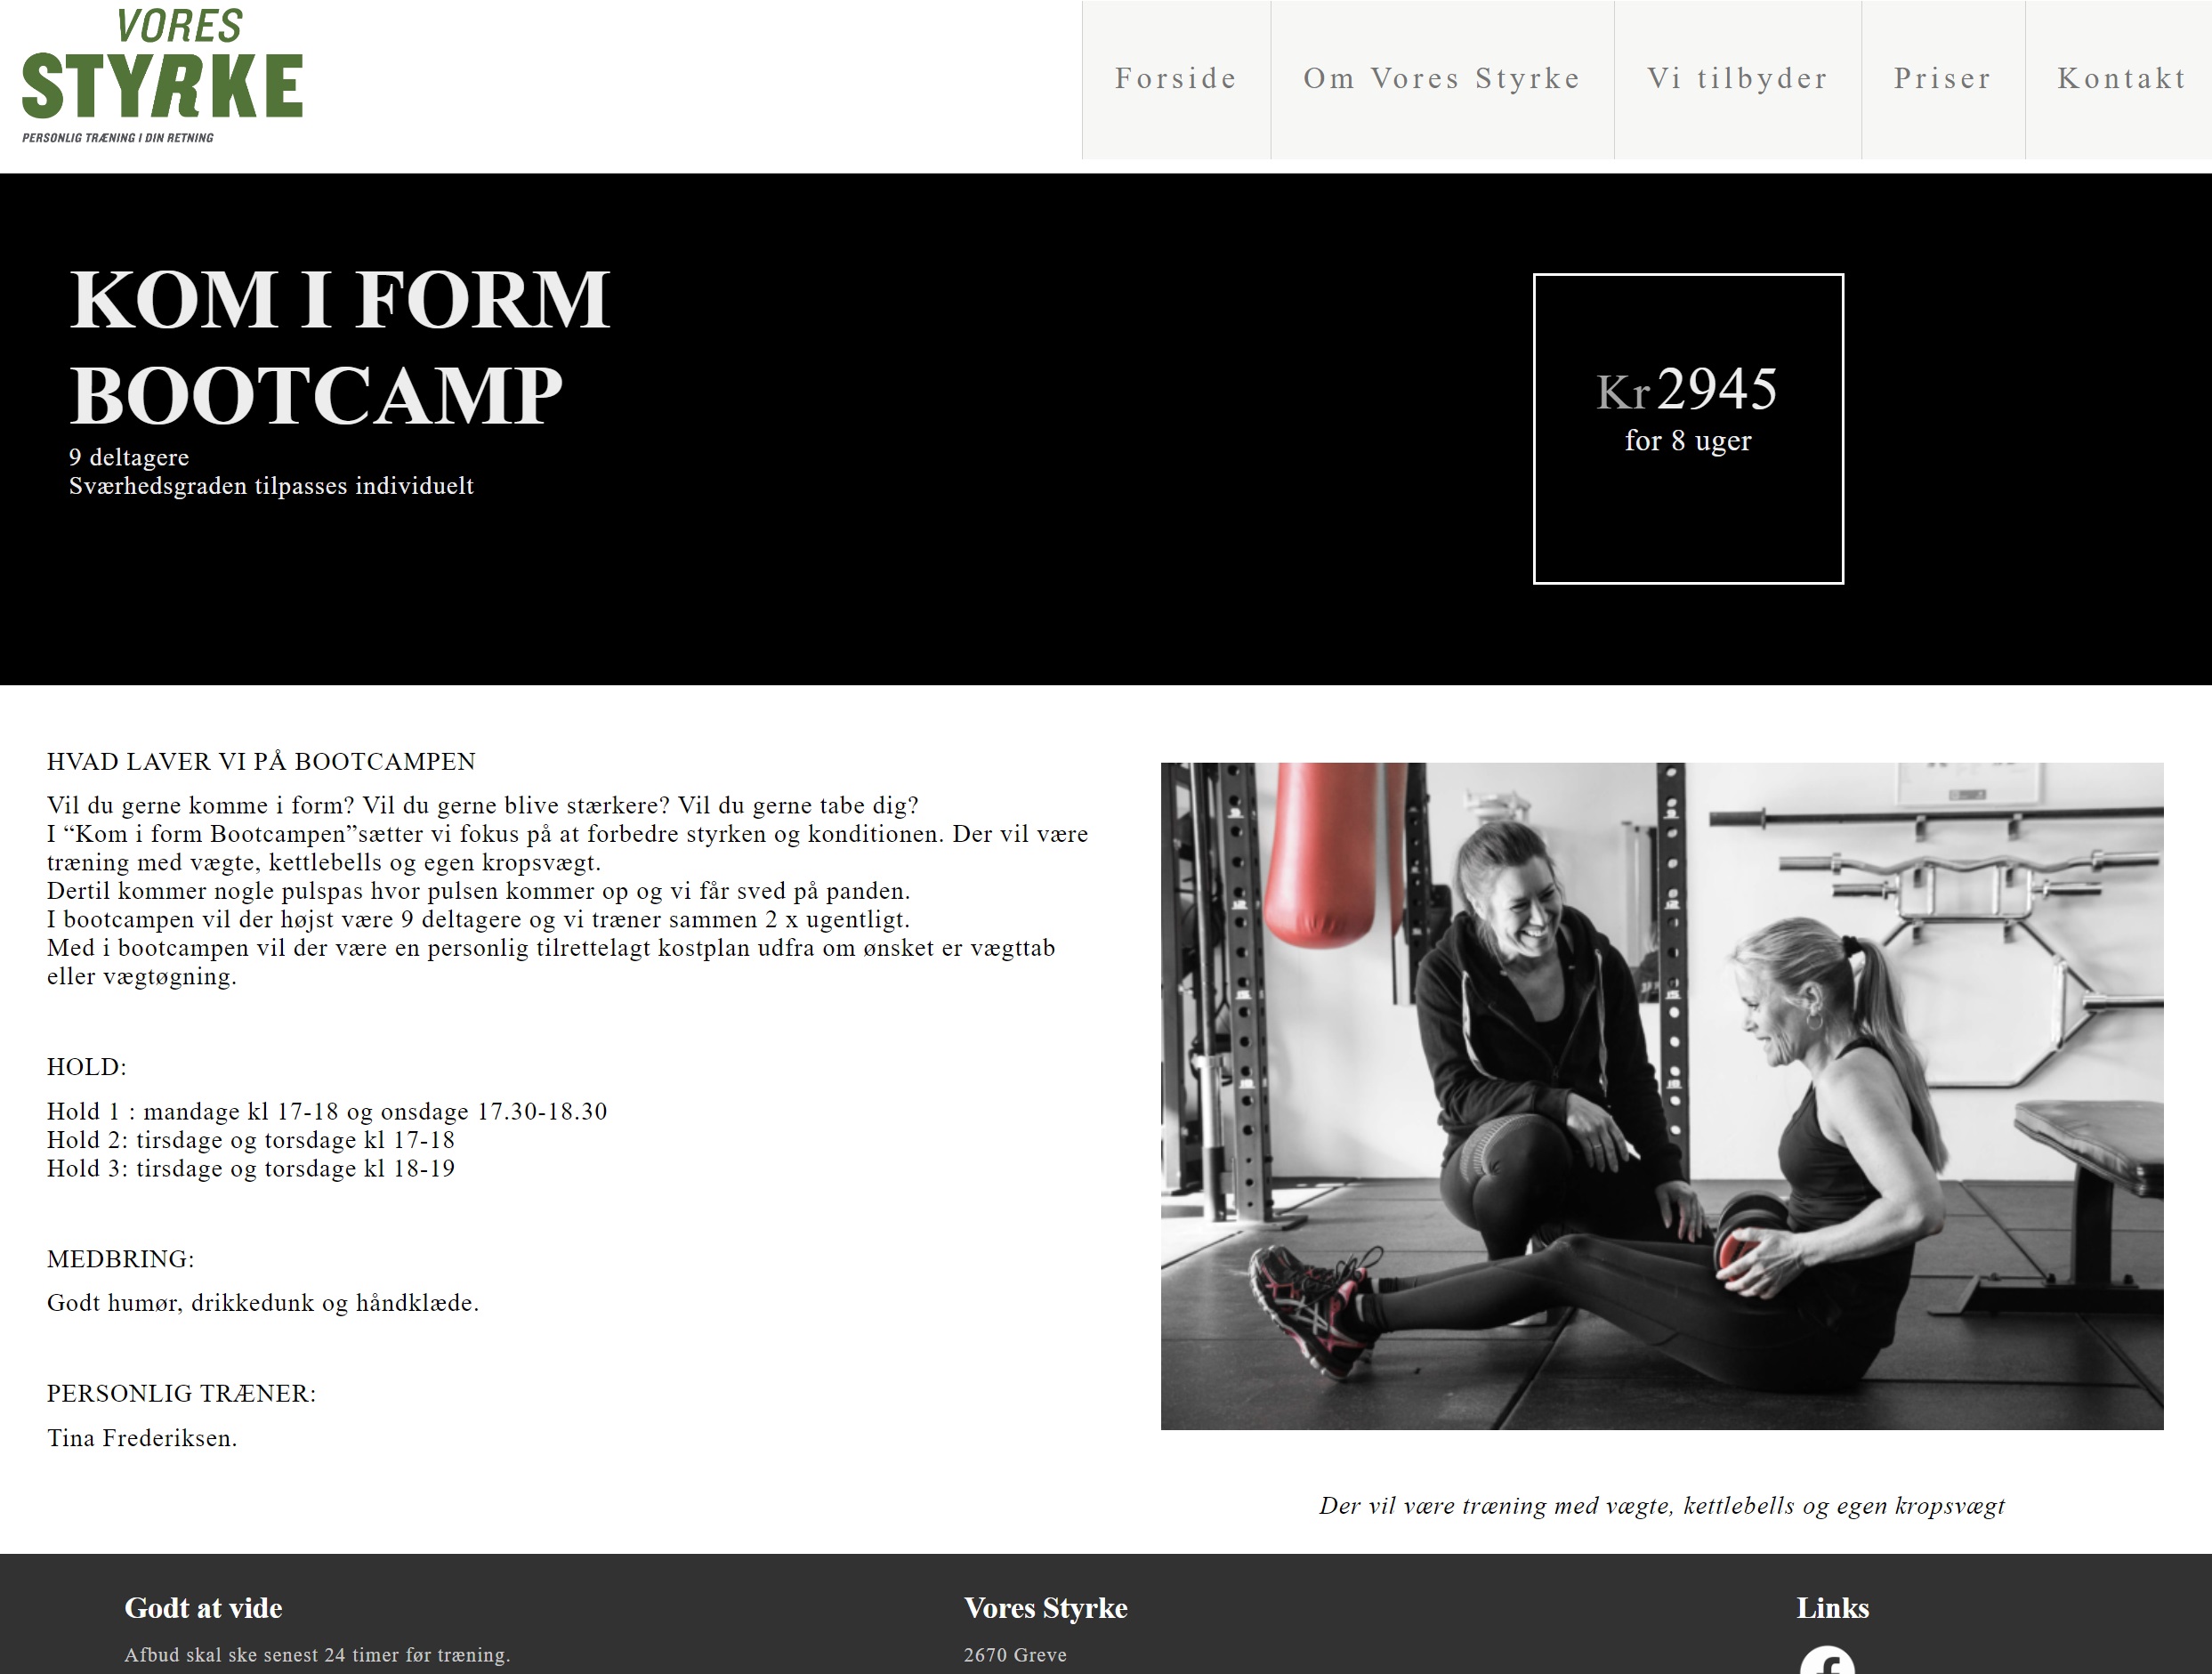 VORES
STYRKE
PERSONLIG TRÆNING I DIN RETNING
Forside
Om Vores Styrke
Vi tilbyder
Priser
Kontakt
KOM I FORM
BOOTCAMP
9 deltagere
Sværhedsgraden tilpasses individuelt
Kr 2945
for 8 uger
HVAD LAVER VI PÅ BOOTCAMPEN
Vil du gerne komme i form? Vil du gerne blive stærkere? Vil du gerne tabe dig?
I “Kom i form Bootcampen”sætter vi fokus på at forbedre styrken og konditionen. Der vil være
træning med vægte, kettlebells og egen kropsvægt.
Dertil kommer nogle pulspas hvor pulsen kommer op og vi får sved på panden.
I bootcampen vil der højst være 9 deltagere og vi træner sammen 2 x ugentligt.
Med i bootcampen vil der være en personlig tilrettelagt kostplan udfra om ønsket er vægttab
eller vægtøgning.
HOLD:
Hold 1 : mandage kl 17-18 og onsdage 17.30-18.30
Hold 2: tirsdage og torsdage kl 17-18
Hold 3: tirsdage og torsdage kl 18-19
MEDBRING:
Godt humør, drikkedunk og håndklæde.
PERSONLIG TRÆNER:
Tina Frederiksen.
Der vil være træning med vægte, kettlebells og egen kropsvægt
Godt at vide
Afbud skal ske senest 24 timer før træning.
Vores Styrke
2670 Greve
Links